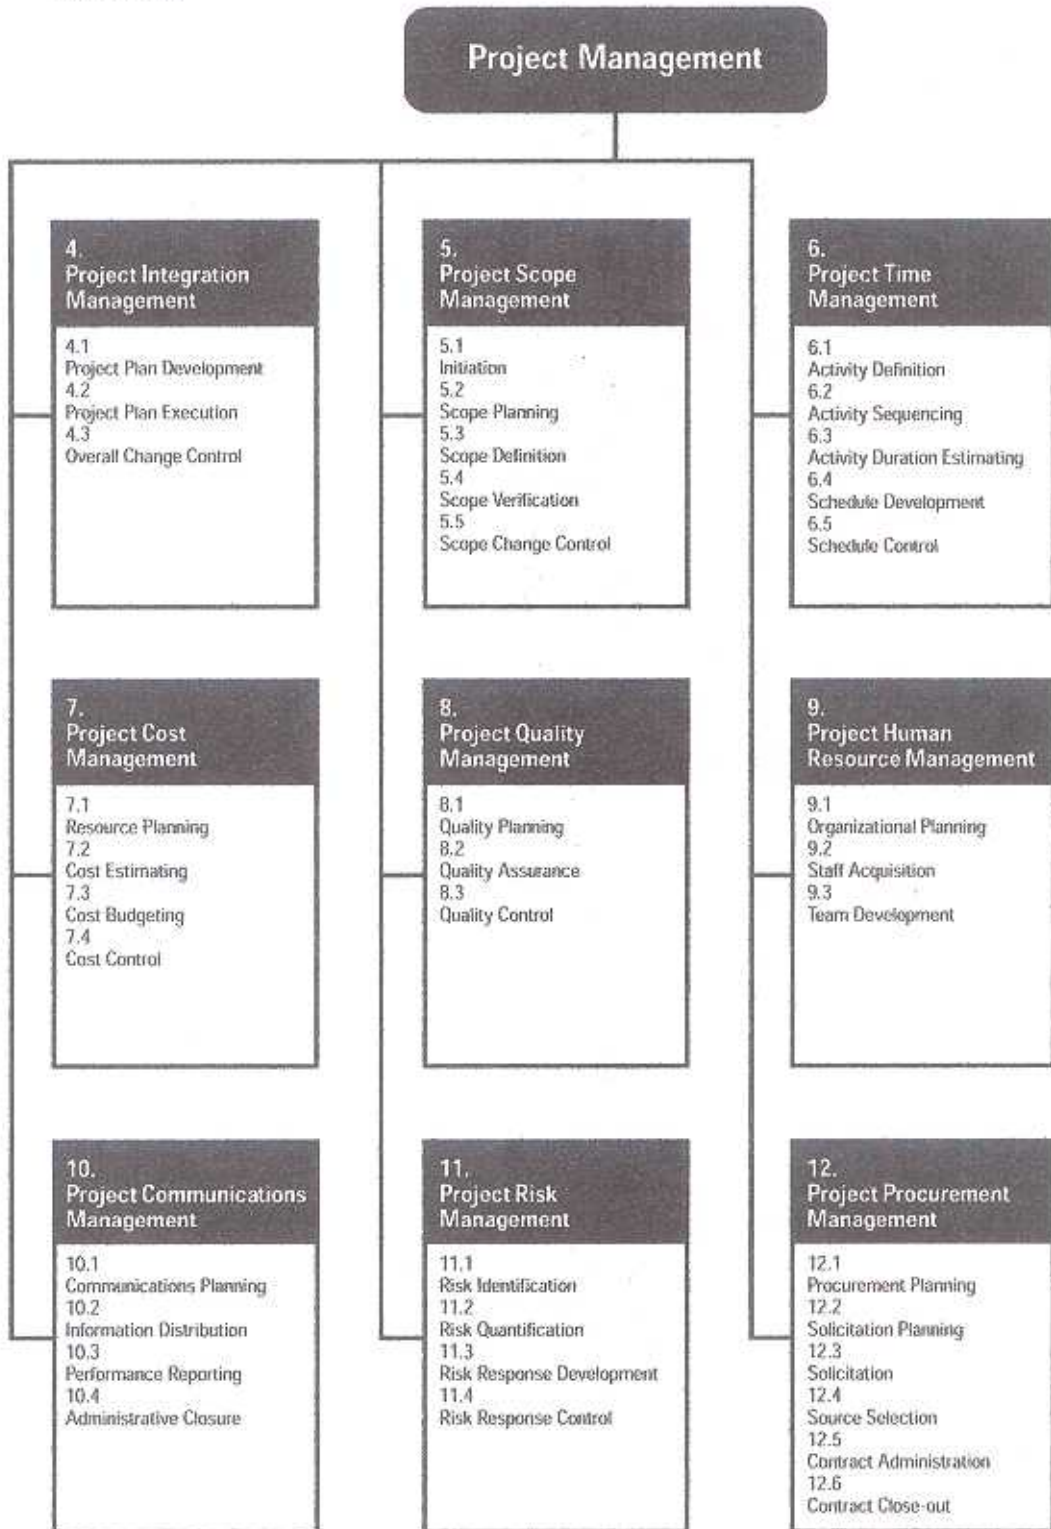 Project Management
4.
Project Integration
Management
4.1
Project Plan Development
4.2
Project Plan Execution
4.3
Overall Change Control
5.
Project Scope
Management
5.1
Initiation
5.2
Scope Planning
5.3
Scope Definition
5.4
Scope Verification
5.5
Scope Change Control
6.
Project Time
Management
6.1
Activity Definition
6.2
Activity Sequencing
6.3
Activity Duration Estimating
6.4
Schedule Development
6.5
Schedule Control
7.
Project Cost
Management
7.1
Resource Planning
7.2
Cost Estimating
7.3
Cost Budgeting
7.4
Cost Control
8.
Project Quality
Management
8.1
Quality Planning
8.2
Quality Assurance
8.3
Quality Control
9.
Project Human
Resource Management
9.1
Organizational Planning
9.2
Staff Acquisition
9.3
Team Development
10.
Project Communications
Management
10.1
Communications Planning
10.2
Information Distribution
10.3
Performance Reporting
10.4
Administrative Closure
11.
Project Risk
Management
11.1
Risk Identification
11.2
Risk Quantification
11.3
Risk Response Development
11.4
Risk Response Control
12.
Project Procurement
Management
12.1
Procurement Planning
12.2
Solicitation Planning
12.3
Solicitation
12.4
Source Selection
12.5
Contract Administration
12.6
Contract Close-out